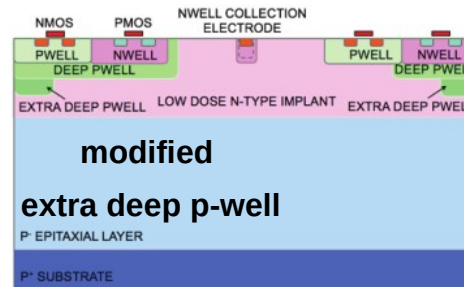 NMOS PMOS NWELL COLLECTION
ELECTRODE
PWELL NWELL PWELL NWELL
DEEP PWELL DEEP PWEL
EXTRA DEEP PWELL LOW DOSE N-TYPE IMPLANT EXTRA DEEP PWEL
modified
extra deep p-well
P⁻ EPITAXIAL LAYER
P⁺ SUBSTRATE